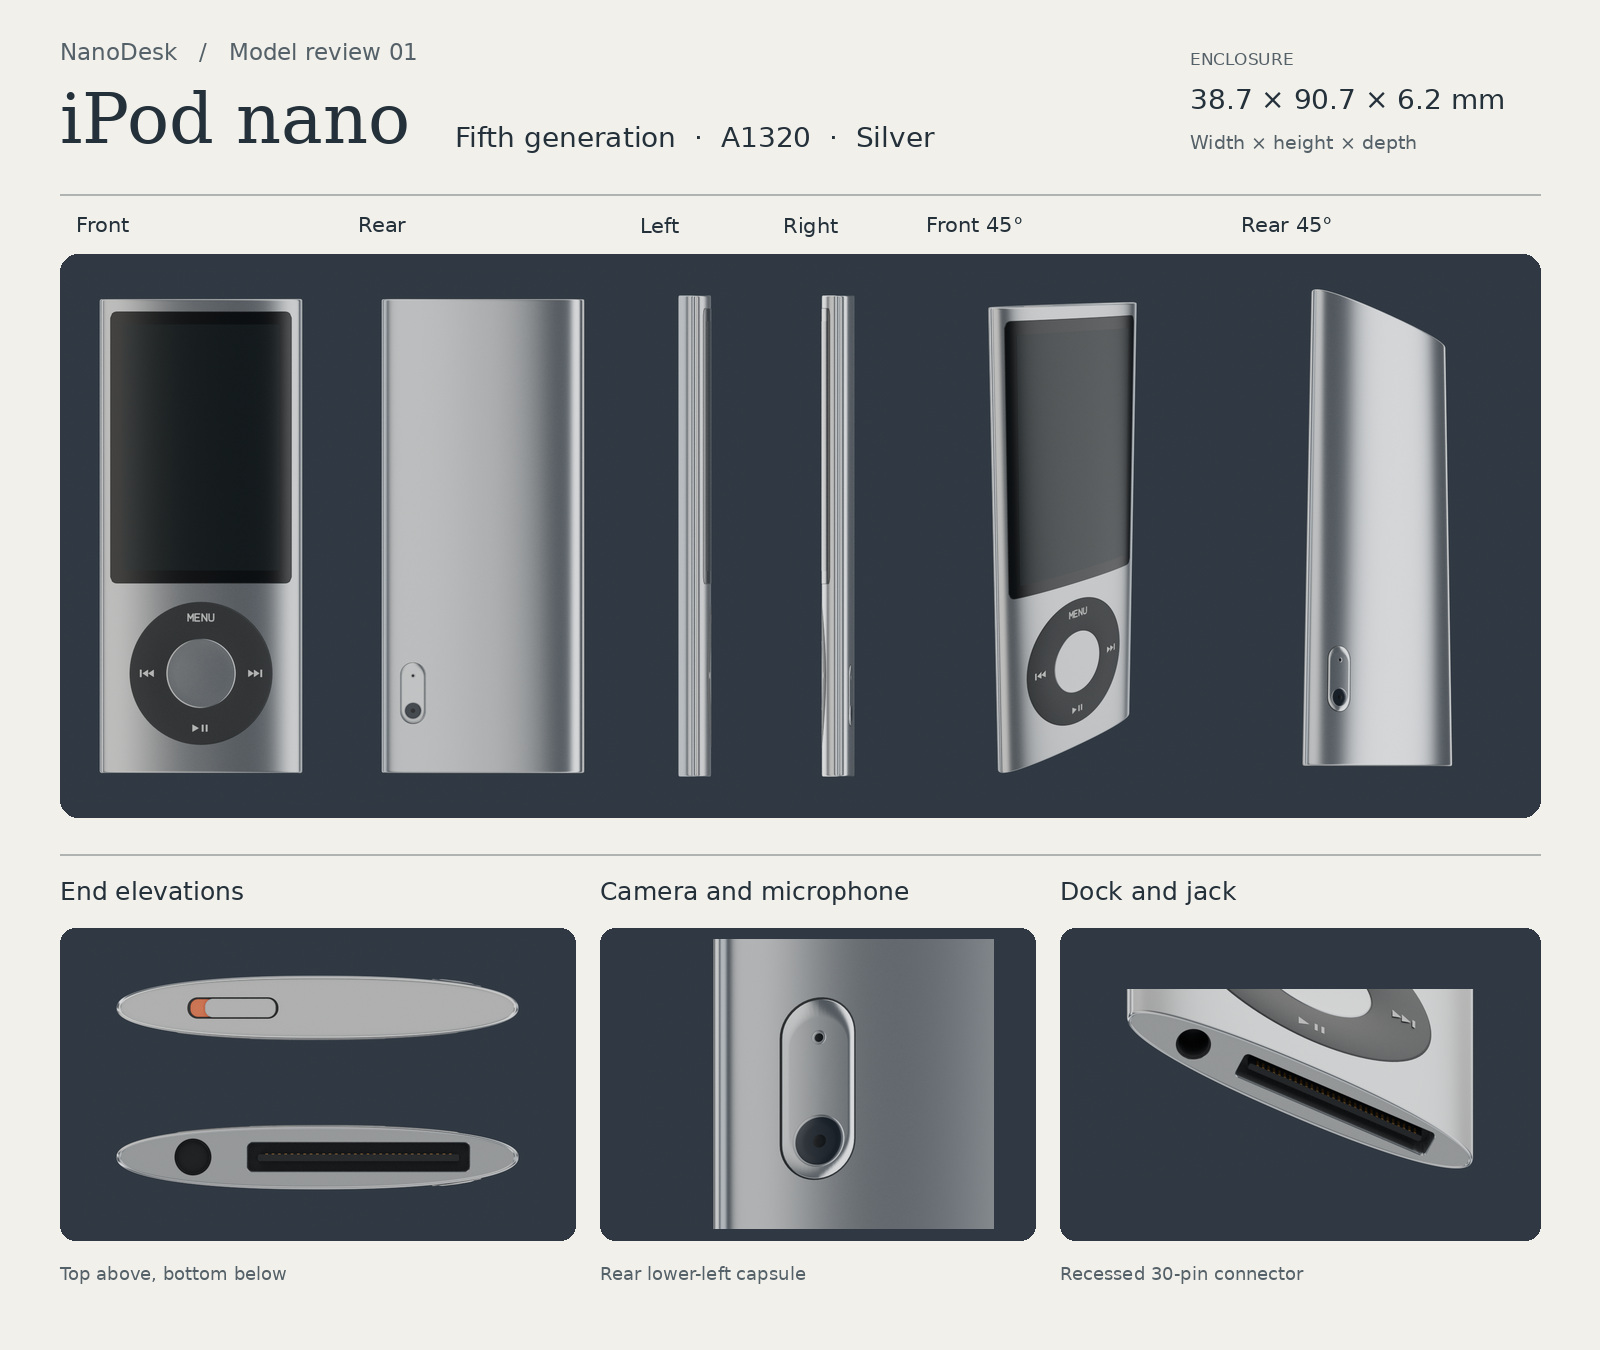 NanoDesk / Model review 01
iPod nano
Fifth generation · A1320 · Silver
ENCLOSURE
38.7 × 90.7 × 6.2 mm
Width × height × depth
Front
Rear
Left
Right
Front 45°
Rear 45°
MENU
MENU
End elevations
Camera and microphone
Dock and jack
Top above, bottom below
Rear lower-left capsule
Recessed 30-pin connector